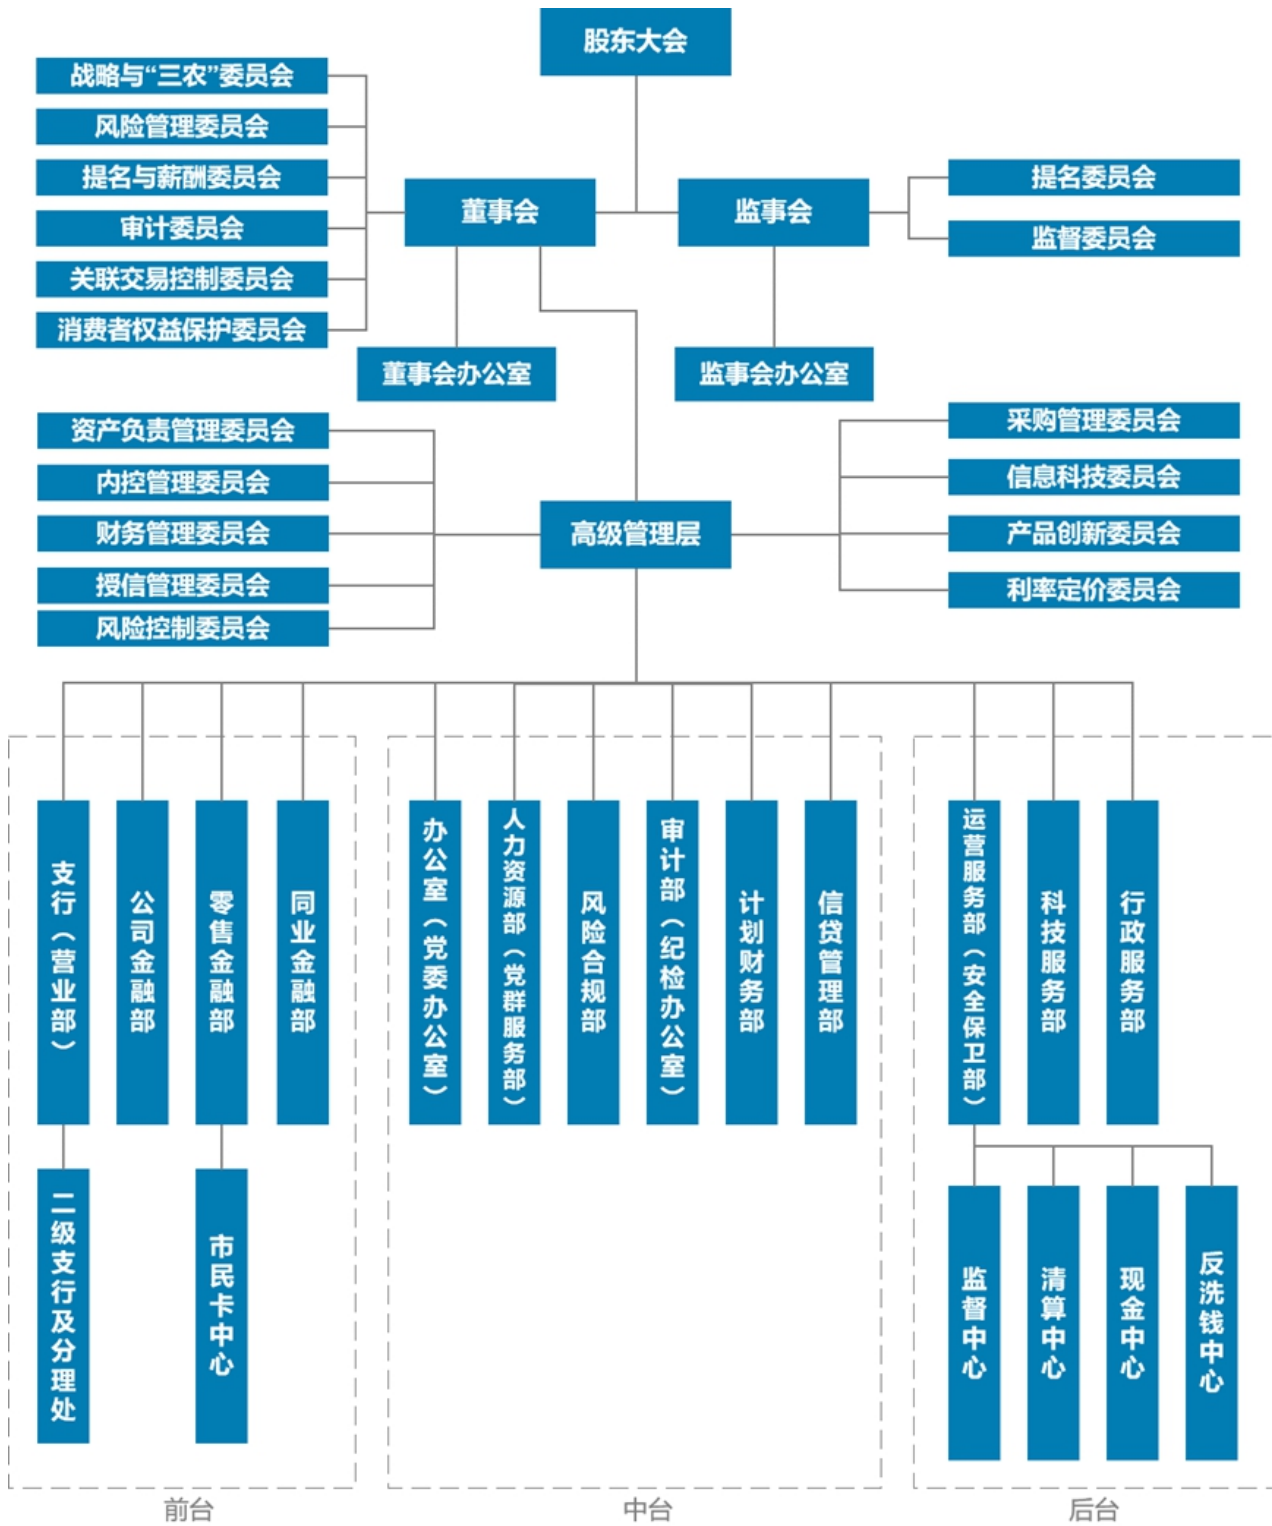 股东大会
战略与“三农”委员会
风险管理委员会
提名与薪酬委员会
审计委员会
关联交易控制委员会
消费者权益保护委员会
董事会
监事会
提名委员会
监督委员会
董事会办公室
监事会办公室
资产负责管理委员会
内控管理委员会
财务管理委员会
授信管理委员会
风险控制委员会
高级管理层
采购管理委员会
信息科技委员会
产品创新委员会
利率定价委员会
支行（营业部）
公司金融部
零售金融部
同业金融部
办公室（党委办公室）
人力资源部（党群服务部）
风险合规部
审计部（纪检办公室）
计划财务部
信贷管理部
运营服务部（安全保卫部）
科技服务部
行政服务部
二级支行及分理处
市民卡中心
监督中心
清算中心
现金中心
反洗钱中心
前台
中台
后台